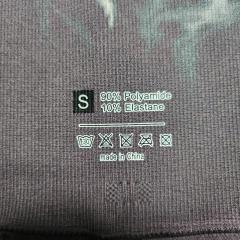 S
90% Polyamide
10% Elastane
made in China